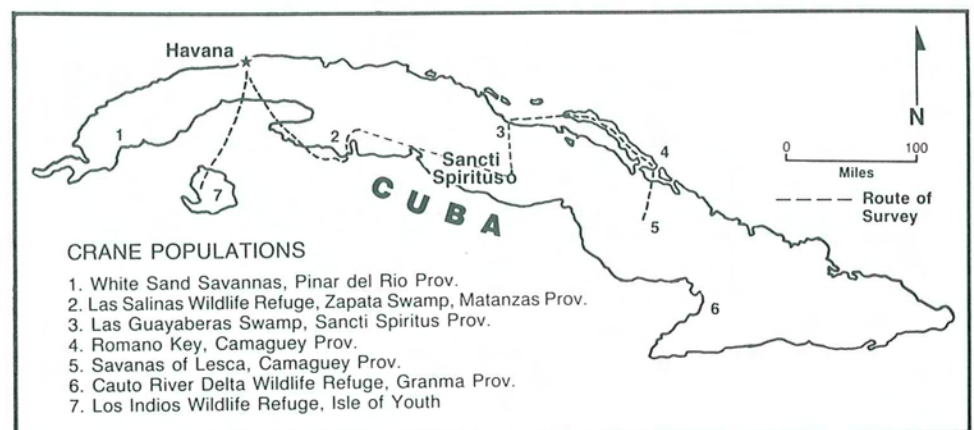 Havana
N
0 100
Miles
Route of
Survey
1
2
3
4
5
6
7
Sancti
Spiritus
CUBA
CRANE POPULATIONS
1. White Sand Savannas, Pinar del Rio Prov.
2. Las Salinas Wildlife Refuge, Zapata Swamp, Matanzas Prov.
3. Las Guayaberas Swamp, Sancti Spiritus Prov.
4. Romano Key, Camaguey Prov.
5. Savanas of Lesca, Camaguey Prov.
6. Cauto River Delta Wildlife Refuge, Granma Prov.
7. Los Indios Wildlife Refuge, Isle of Youth